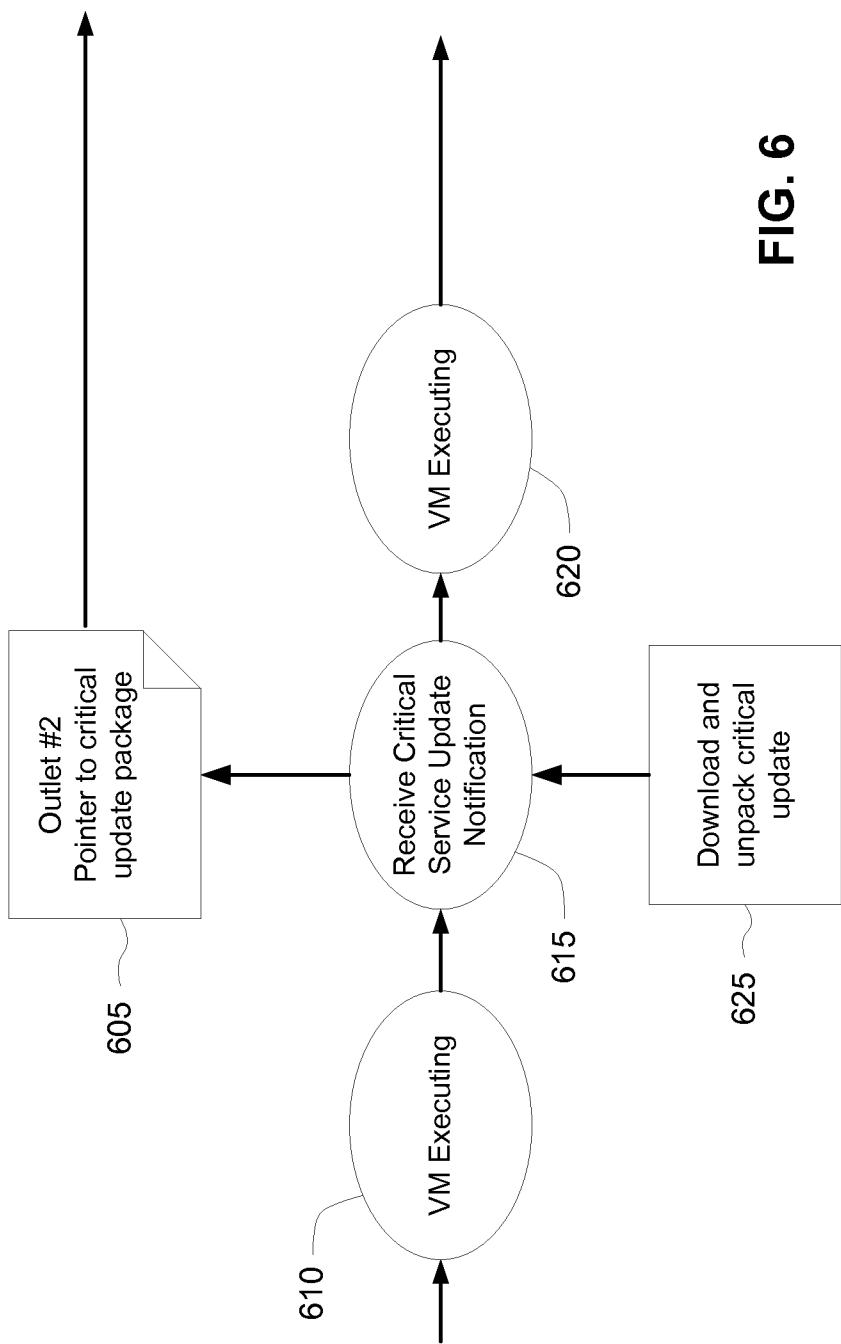 Outlet #2
Pointer to critical
update package
605
VM Executing
610
Receive Critical
Service Update
Notification
615
VM Executing
620
Download and
unpack critical
update
625
FIG. 6